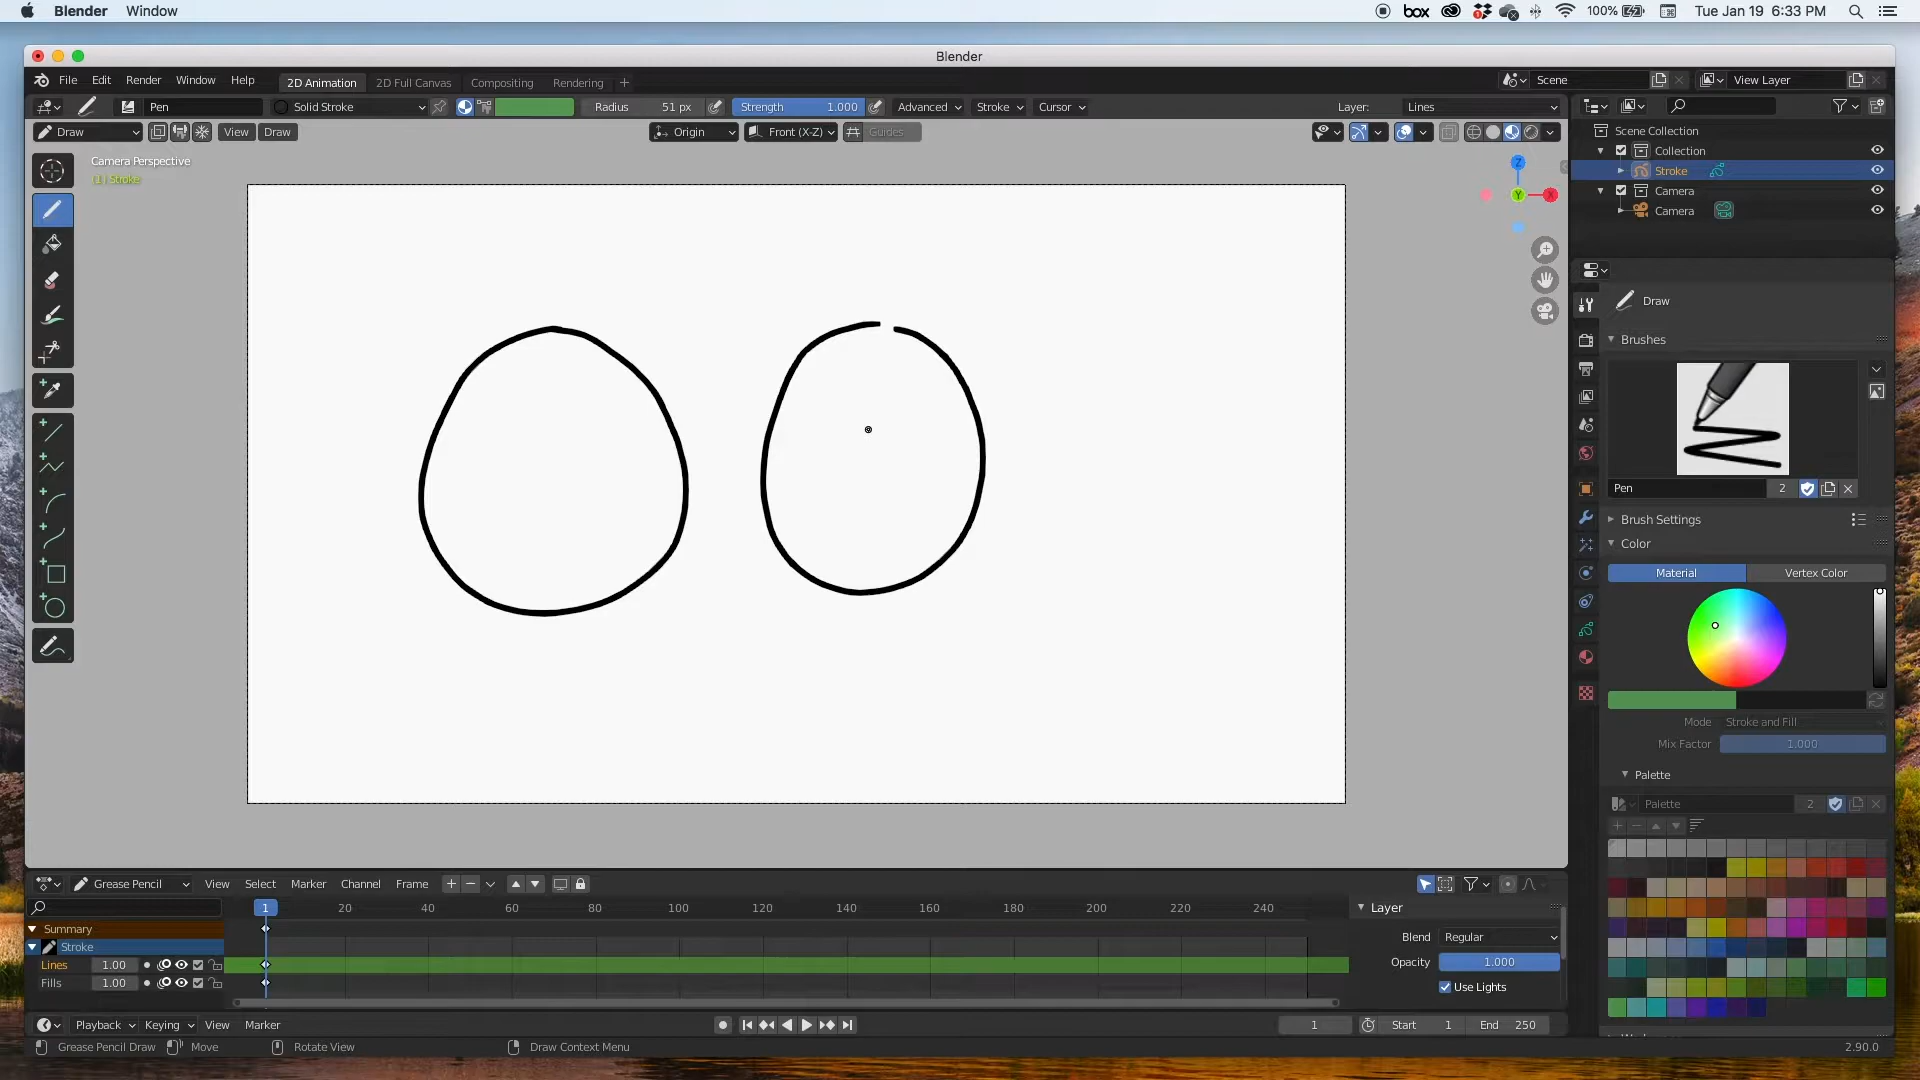 Blender Window 100% Tue Jan 19 6:33 PM
box
Blender
File Edit Render Window Help 2D Animation 2D Full Canvas Compositing Rendering + Scene View Layer
Pen Solid Stroke Radius 51 px Strength 1.000 Advanced Stroke Cursor Layer: Lines
Draw View Draw Origin Front (X-Z) Guides
Scene Collection
Collection
Stroke
Camera
Camera
Camera Perspective
(1) Stroke
Z
Y
X
Draw
Brushes
Pen 2
Brush Settings
Color
Material Vertex Color
Mode Stroke and Fill
Mix Factor 1.000
Palette
Palette 2
Grease Pencil View Select Marker Channel Frame
1 20 40 60 80 100 120 140 160 180 200 220 240
Layer
Summary
Stroke
Lines 1.00
Fills 1.00
Blend Regular
Opacity 1.000
Use Lights
Playback Keying View Marker 1 Start 1 End 250
Grease Pencil Draw Move Rotate View Draw Context Menu 2.90.0